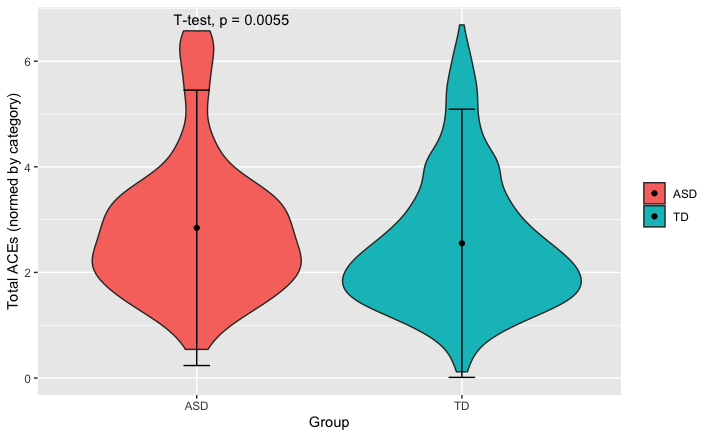 T-test, p = 0.0055
Total ACEs (normed by category)
6
4
2
0
ASD
TD
Group
ASD
TD